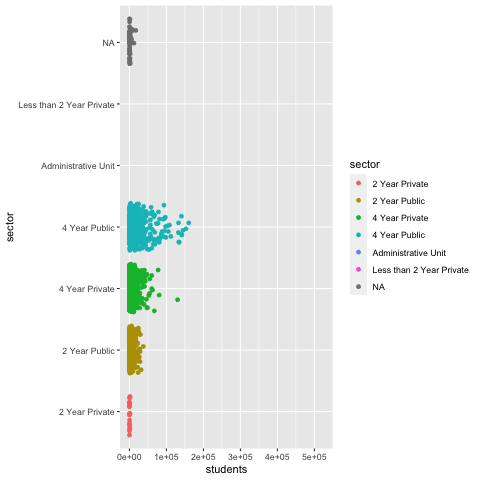 NA
Less than 2 Year Private
Administrative Unit
4 Year Public
4 Year Private
2 Year Public
2 Year Private
sector
0e+00 1e+05 2e+05 3e+05 4e+05 5e+05
students
sector
2 Year Private
2 Year Public
4 Year Private
4 Year Public
Administrative Unit
Less than 2 Year Private
NA